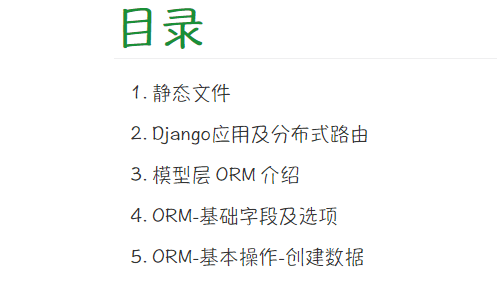 目录
1. 静态文件
2. Django应用及分布式路由
3. 模型层 ORM 介绍
4. ORM-基础字段及选项
5. ORM-基本操作-创建数据